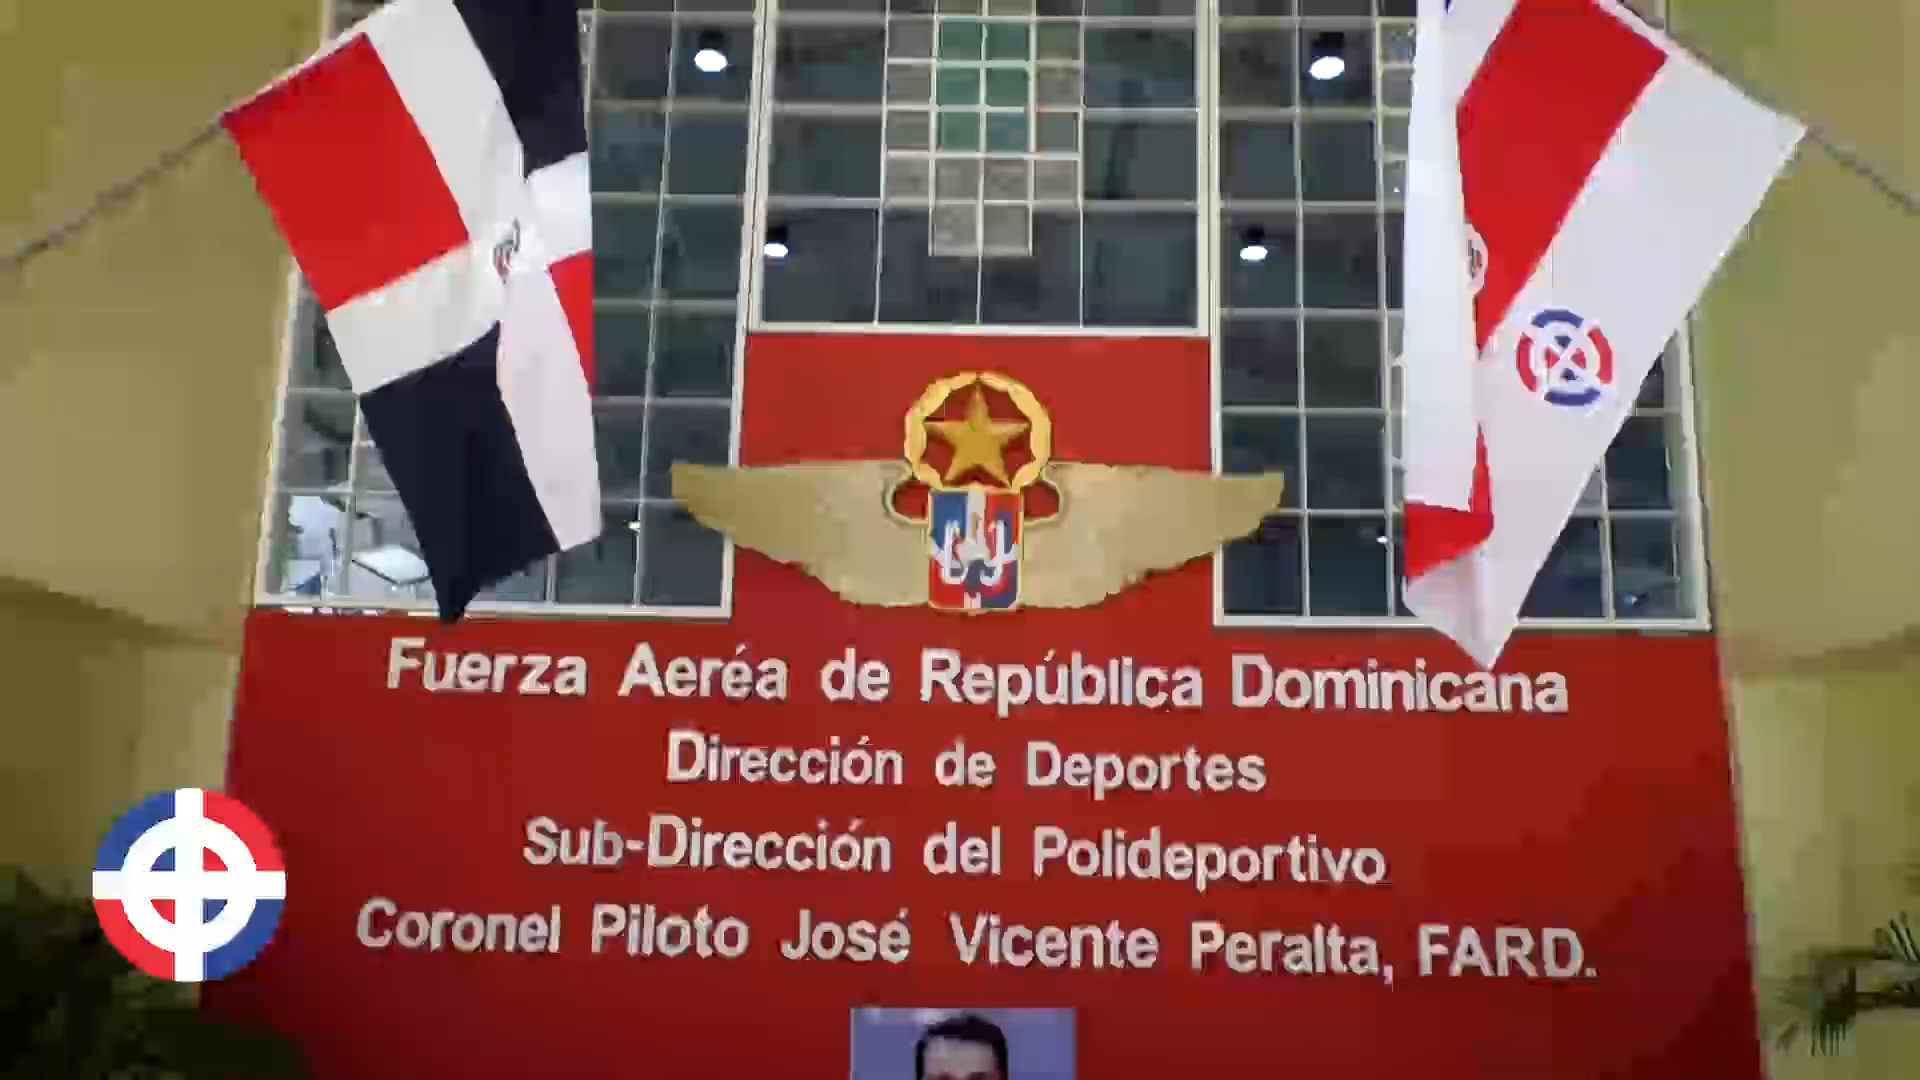 Fuerza Aeréa de República Dominicana
Dirección de Deportes
Sub-Dirección del Polideportivo
Coronel Piloto José Vicente Peralta, FARD.